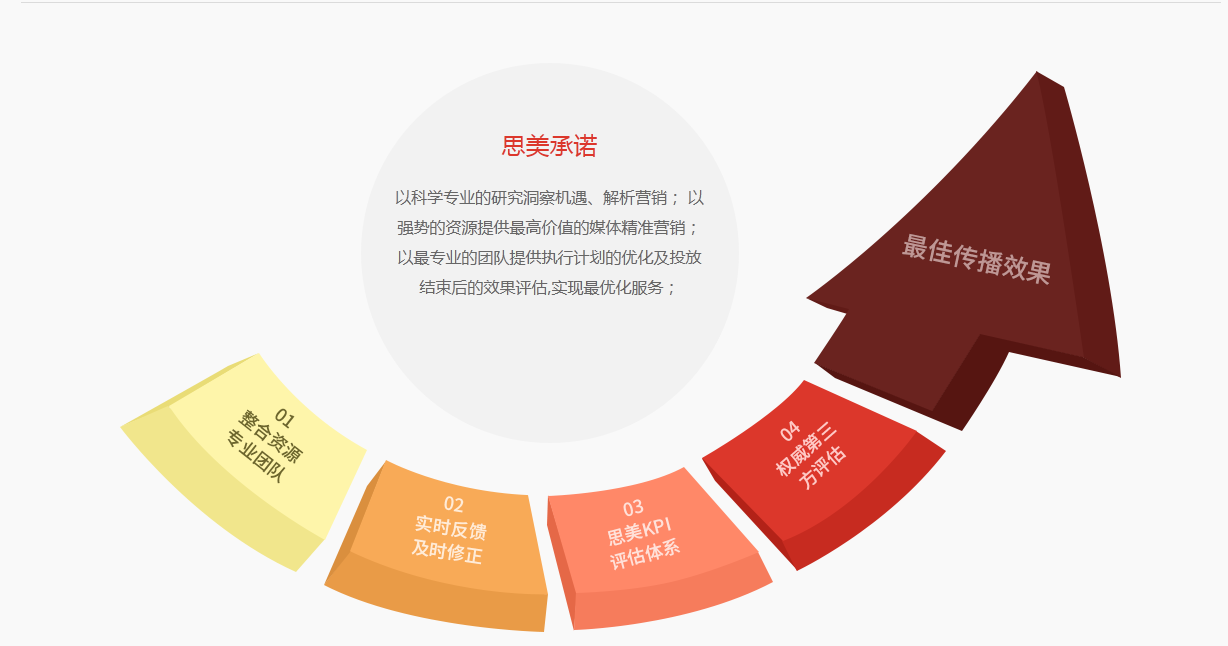 思美承诺
以科学专业的研究洞察机遇、解析营销； 以
强势的资源提供最高价值的媒体精准营销；
以最专业的团队提供执行计划的优化及投放
结束后的效果评估,实现最优化服务；
01
整合资源
专业团队
02
实时反馈
及时修正
03
思美KPI
评估体系
04
权威第三
方评估
最佳传播效果